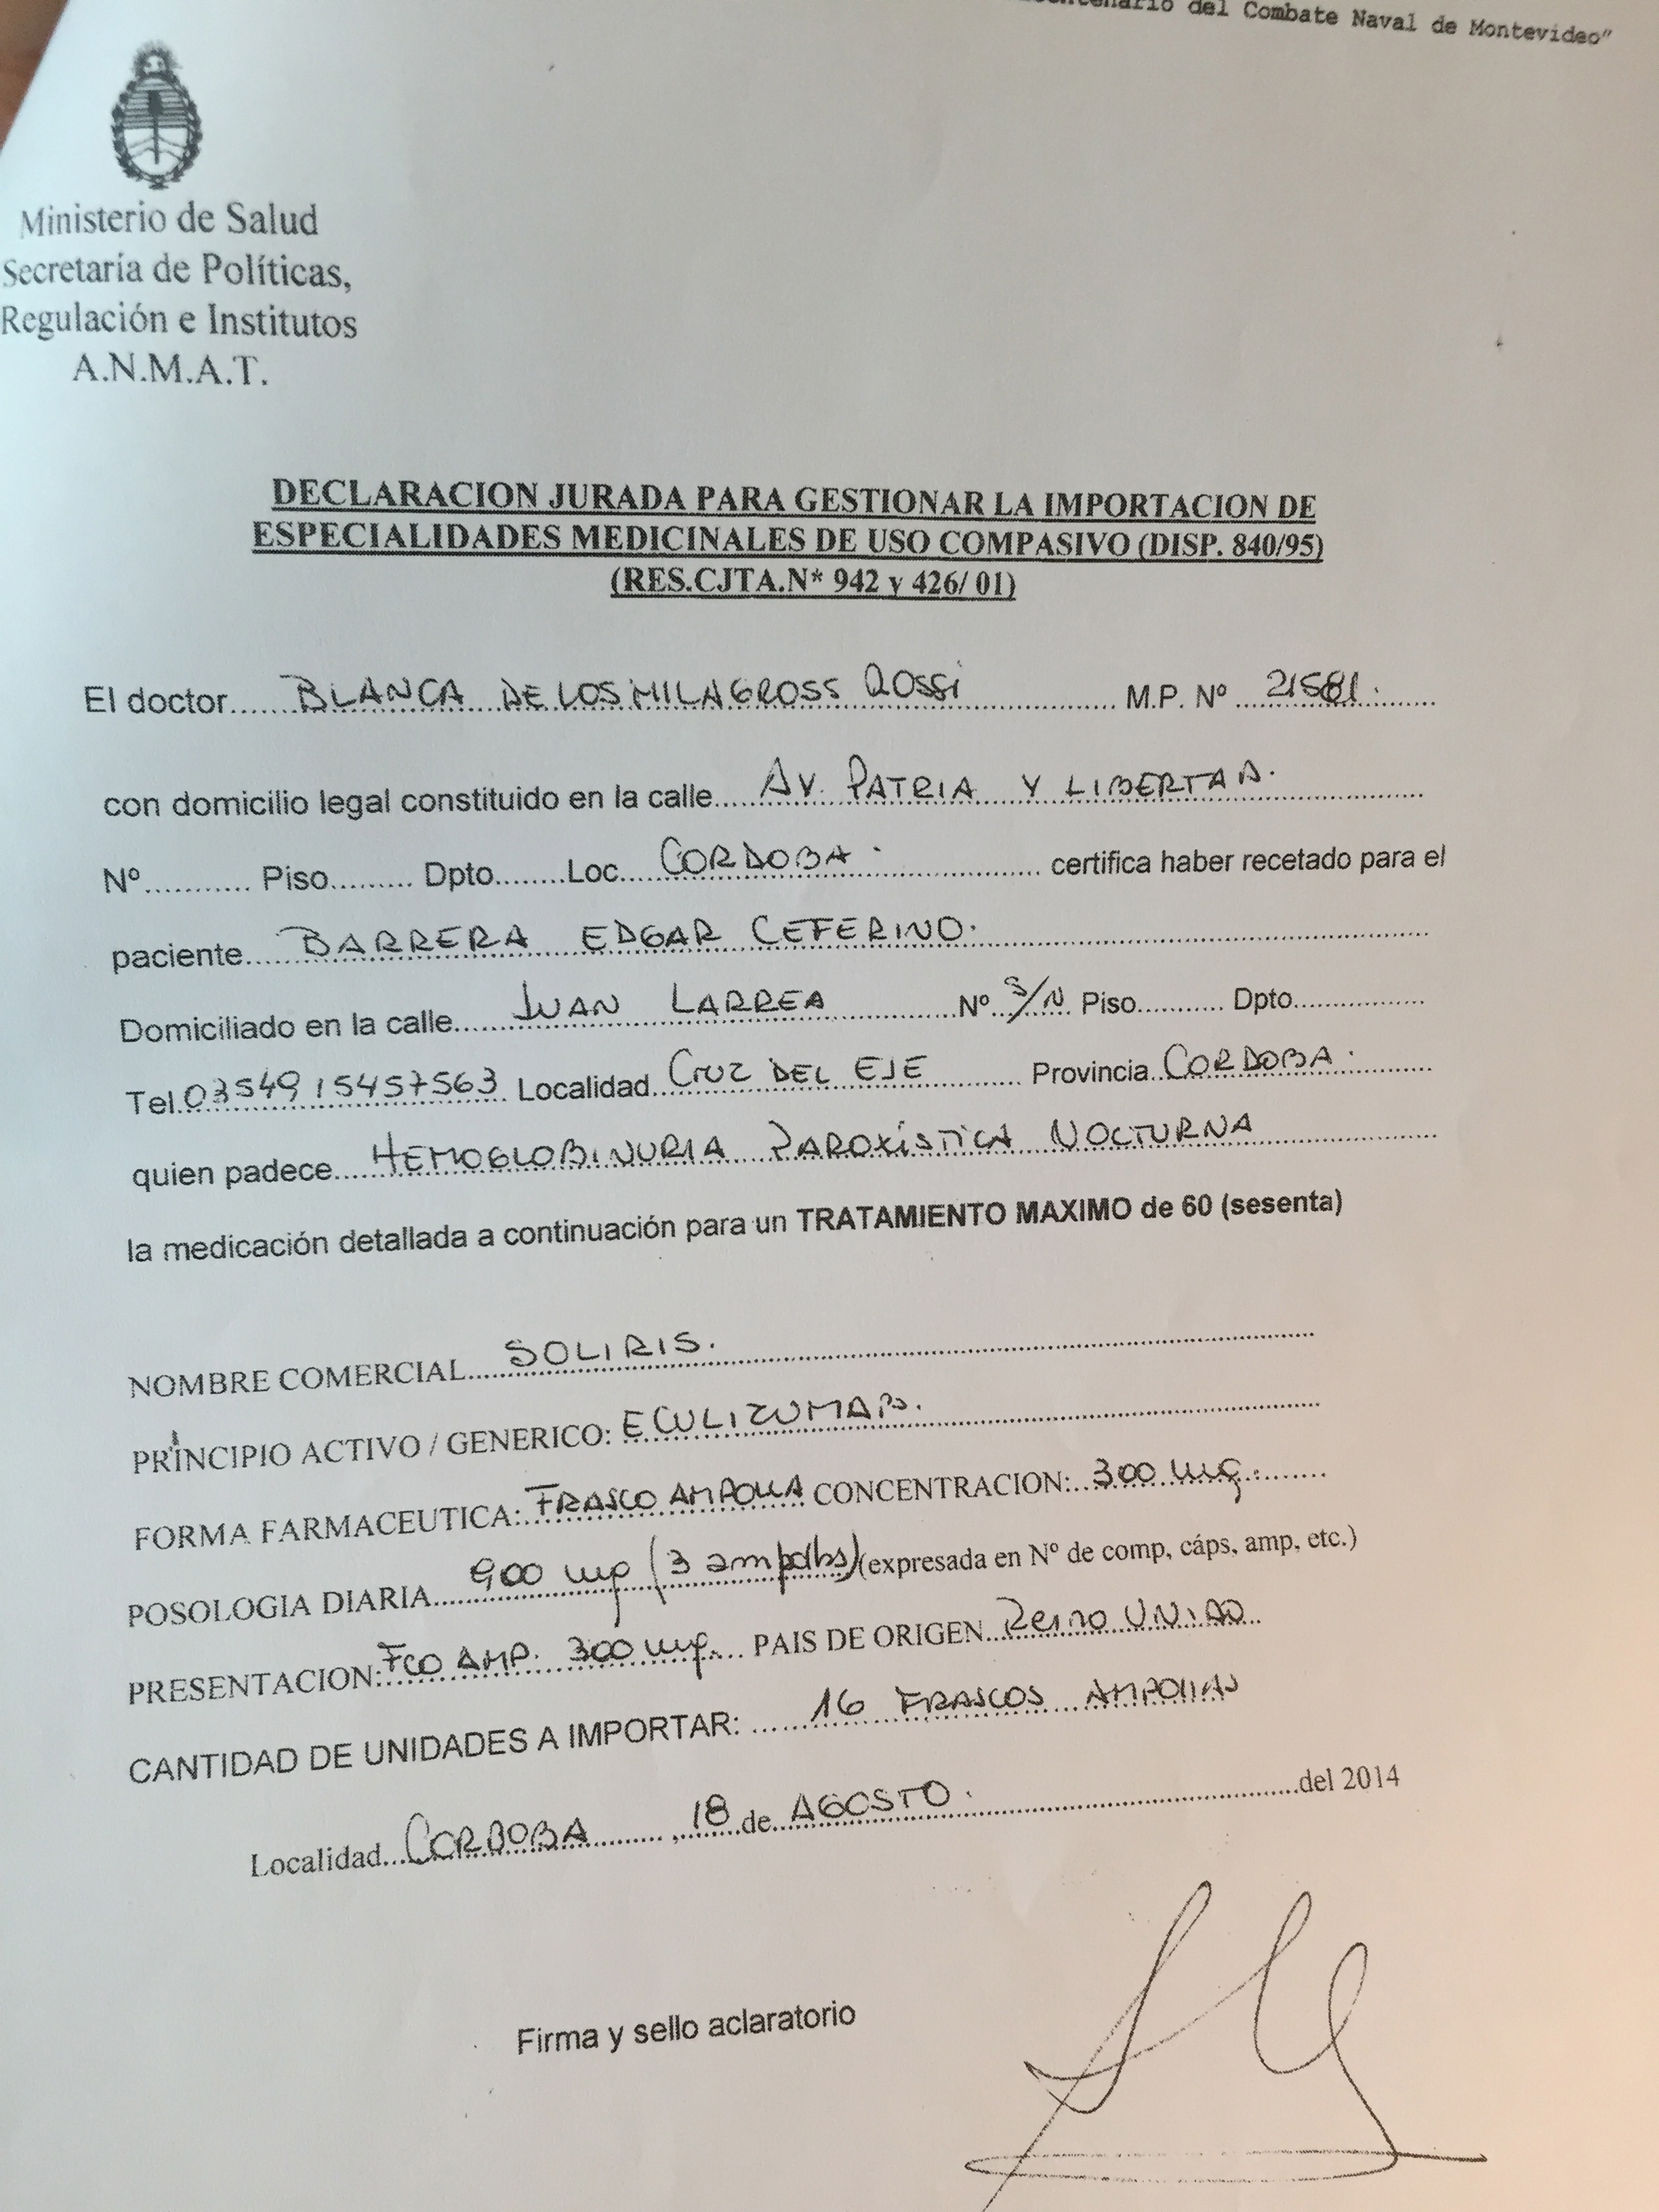 del Combate Naval de Montevideo"
Ministerio de Salud
Secretaría de Políticas,
Regulación e Institutos
A.N.M.A.T.
DECLARACION JURADA PARA GESTIONAR LA IMPORTACION DE
ESPECIALIDADES MEDICINALES DE USO COMPASIVO (DISP. 840/95)
(RES.CJTA.N* 942 y 426/ 01)
El doctor.....BLANCA DE LOS MILAGROSS ROSSi..... M.P. Nº ...21581.....
con domicilio legal constituido en la calle.....AV. PATRIA Y LIBERTAD.....
Nº........... Piso......... Dpto........Loc....CORDOBA..... certifica haber recetado para el
paciente.....BARRERA EDGAR CEFERINO.....
Domiciliado en la calle.....JUAN LARREA.....Nº..S/N.. Piso........... Dpto.................
Tel.03549 15457563. Localidad...CRUZ DEL EJE..... Provincia..CORDOBA.....
quien padece.....HEMOGLOBINURIA PAROXÍSTICA NOCTURNA.....
la medicación detallada a continuación para un TRATAMIENTO MAXIMO de 60 (sesenta)
NOMBRE COMERCIAL.....SOLIRIS.....
PRINCIPIO ACTIVO / GENERICO: ECULIZUMAB.....
FORMA FARMACEUTICA:.FRASCO AMPOLLA CONCENTRACION:..300 mg.....
POSOLOGIA DIARIA.....900 mg (3 ampollas)(expresada en Nº de comp, cáps, amp, etc.)
PRESENTACION:FCO AMP. 300 mg.... PAIS DE ORIGEN..Reino UNIDO..
CANTIDAD DE UNIDADES A IMPORTAR: .....16 FRASCOS AMPOLLAS
Localidad...CORDOBA.......... ,.....18..de..AGOSTO..........del 2014
Firma y sello aclaratorio